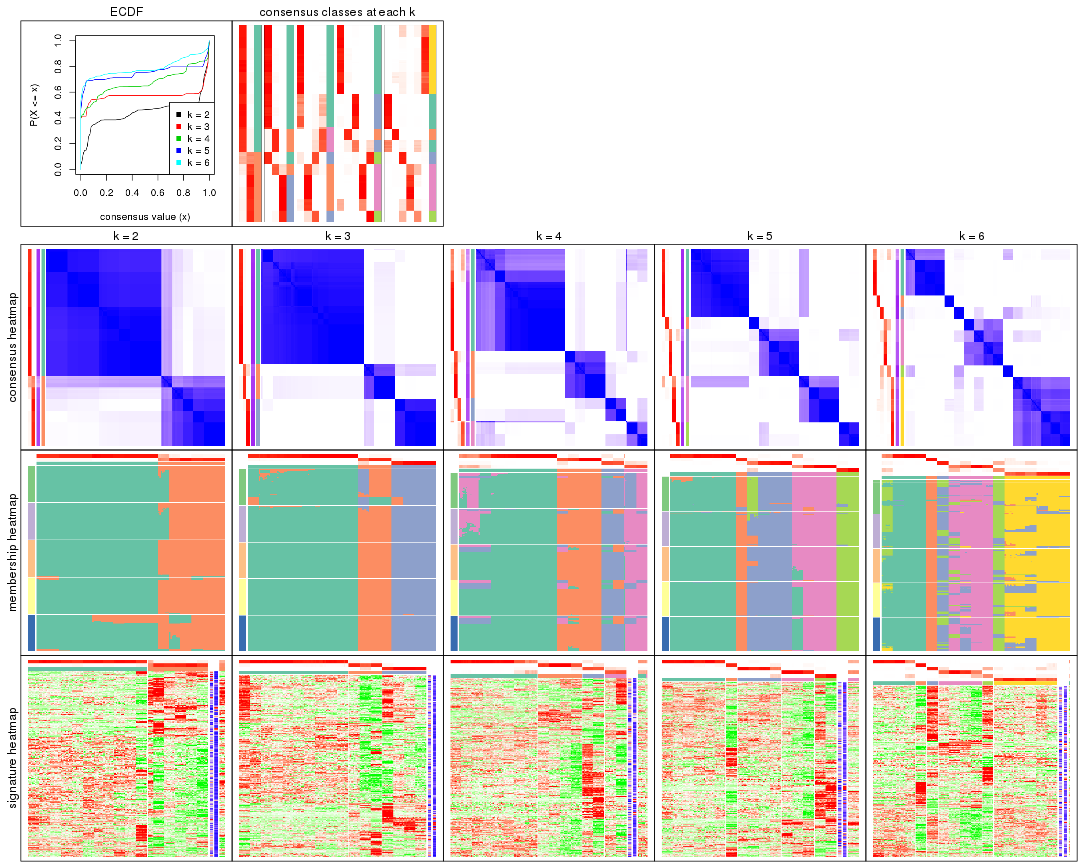 ECDF
consensus classes at each k
P(X <= x)
0.0 0.2 0.4 0.6 0.8 1.0
k = 2
k = 3
k = 4
k = 5
k = 6
0.0 0.2 0.4 0.6 0.8 1.0
consensus value (x)
k = 2 k = 3 k = 4 k = 5 k = 6
consensus heatmap
membership heatmap
signature heatmap